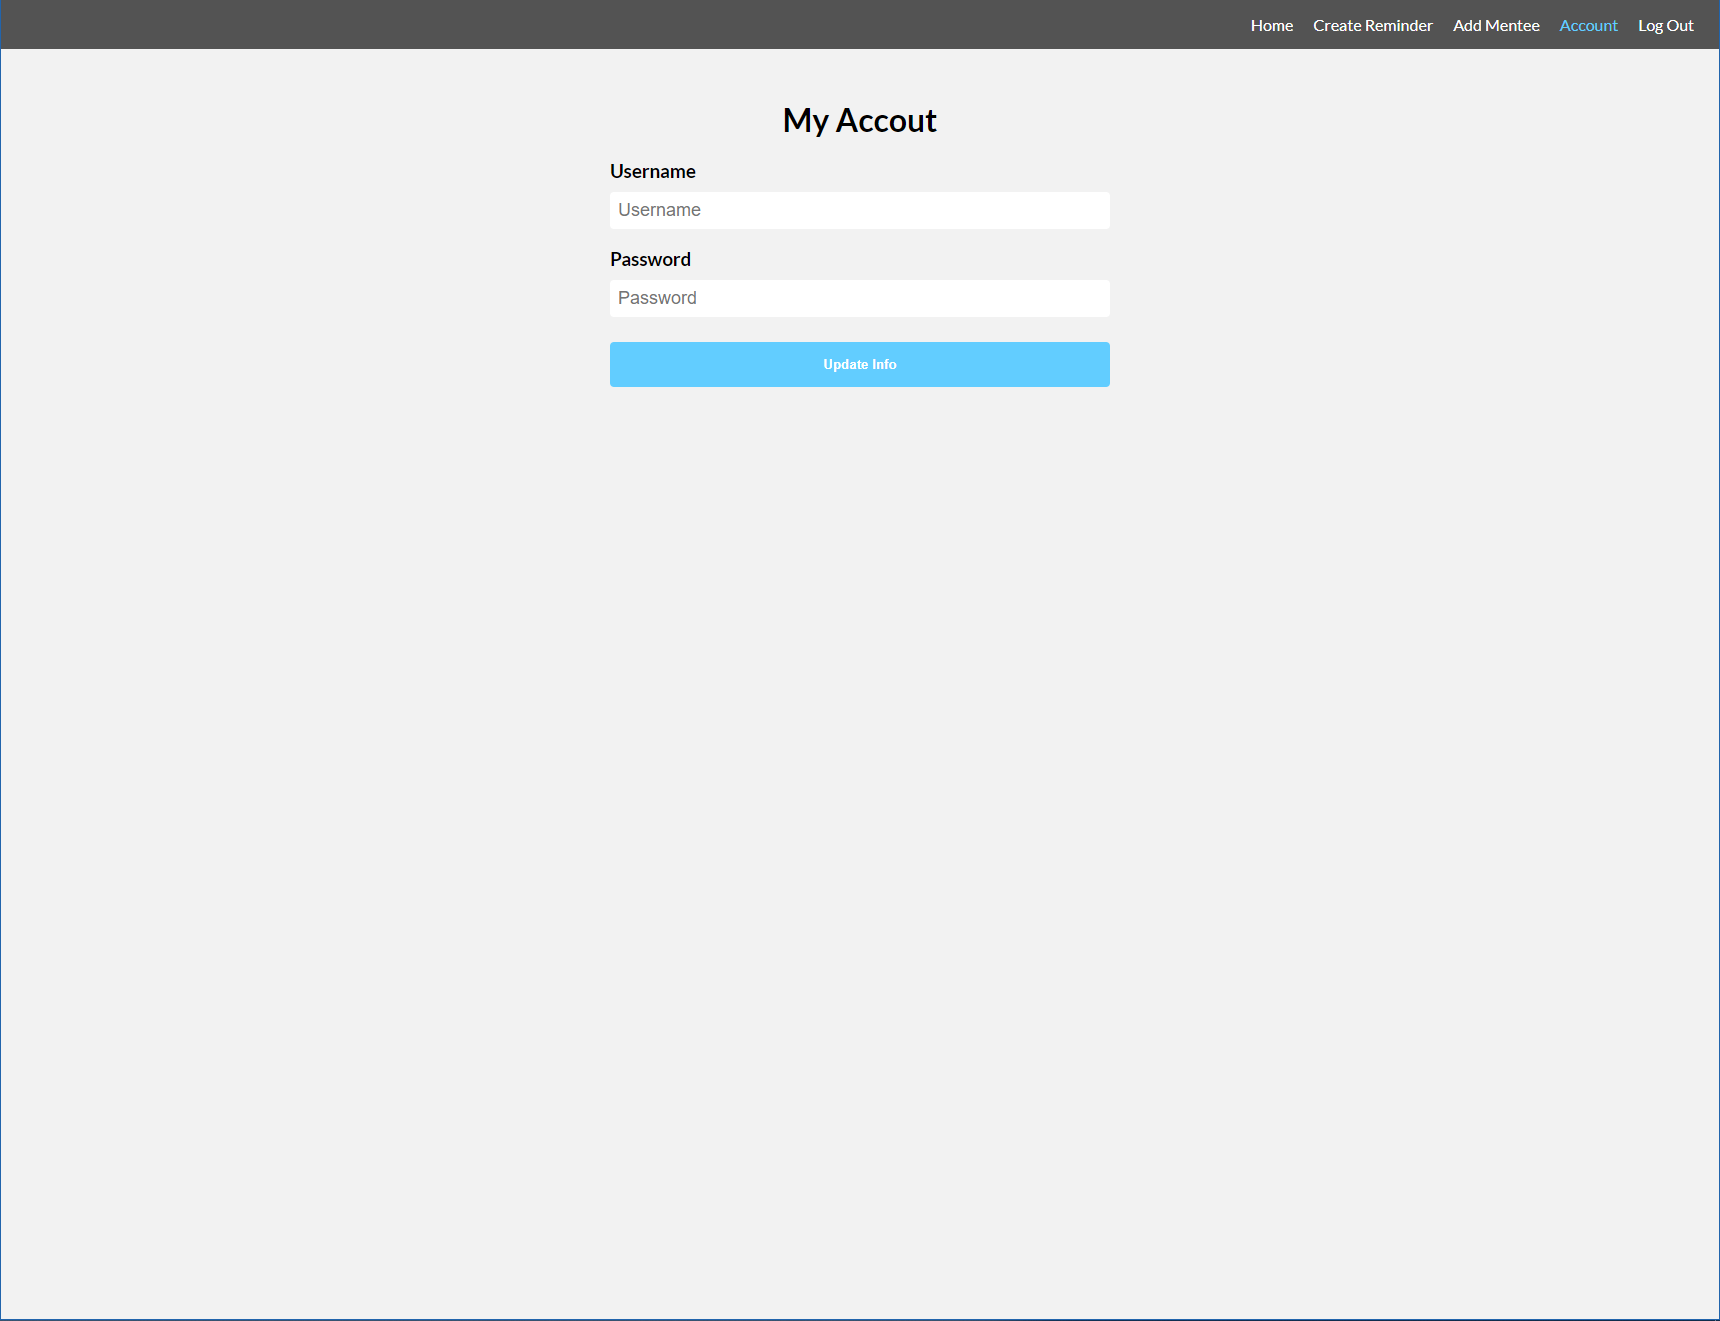 Home Create Reminder Add Mentee Account Log Out
My Accout
Username
Username
Password
Password
Update Info